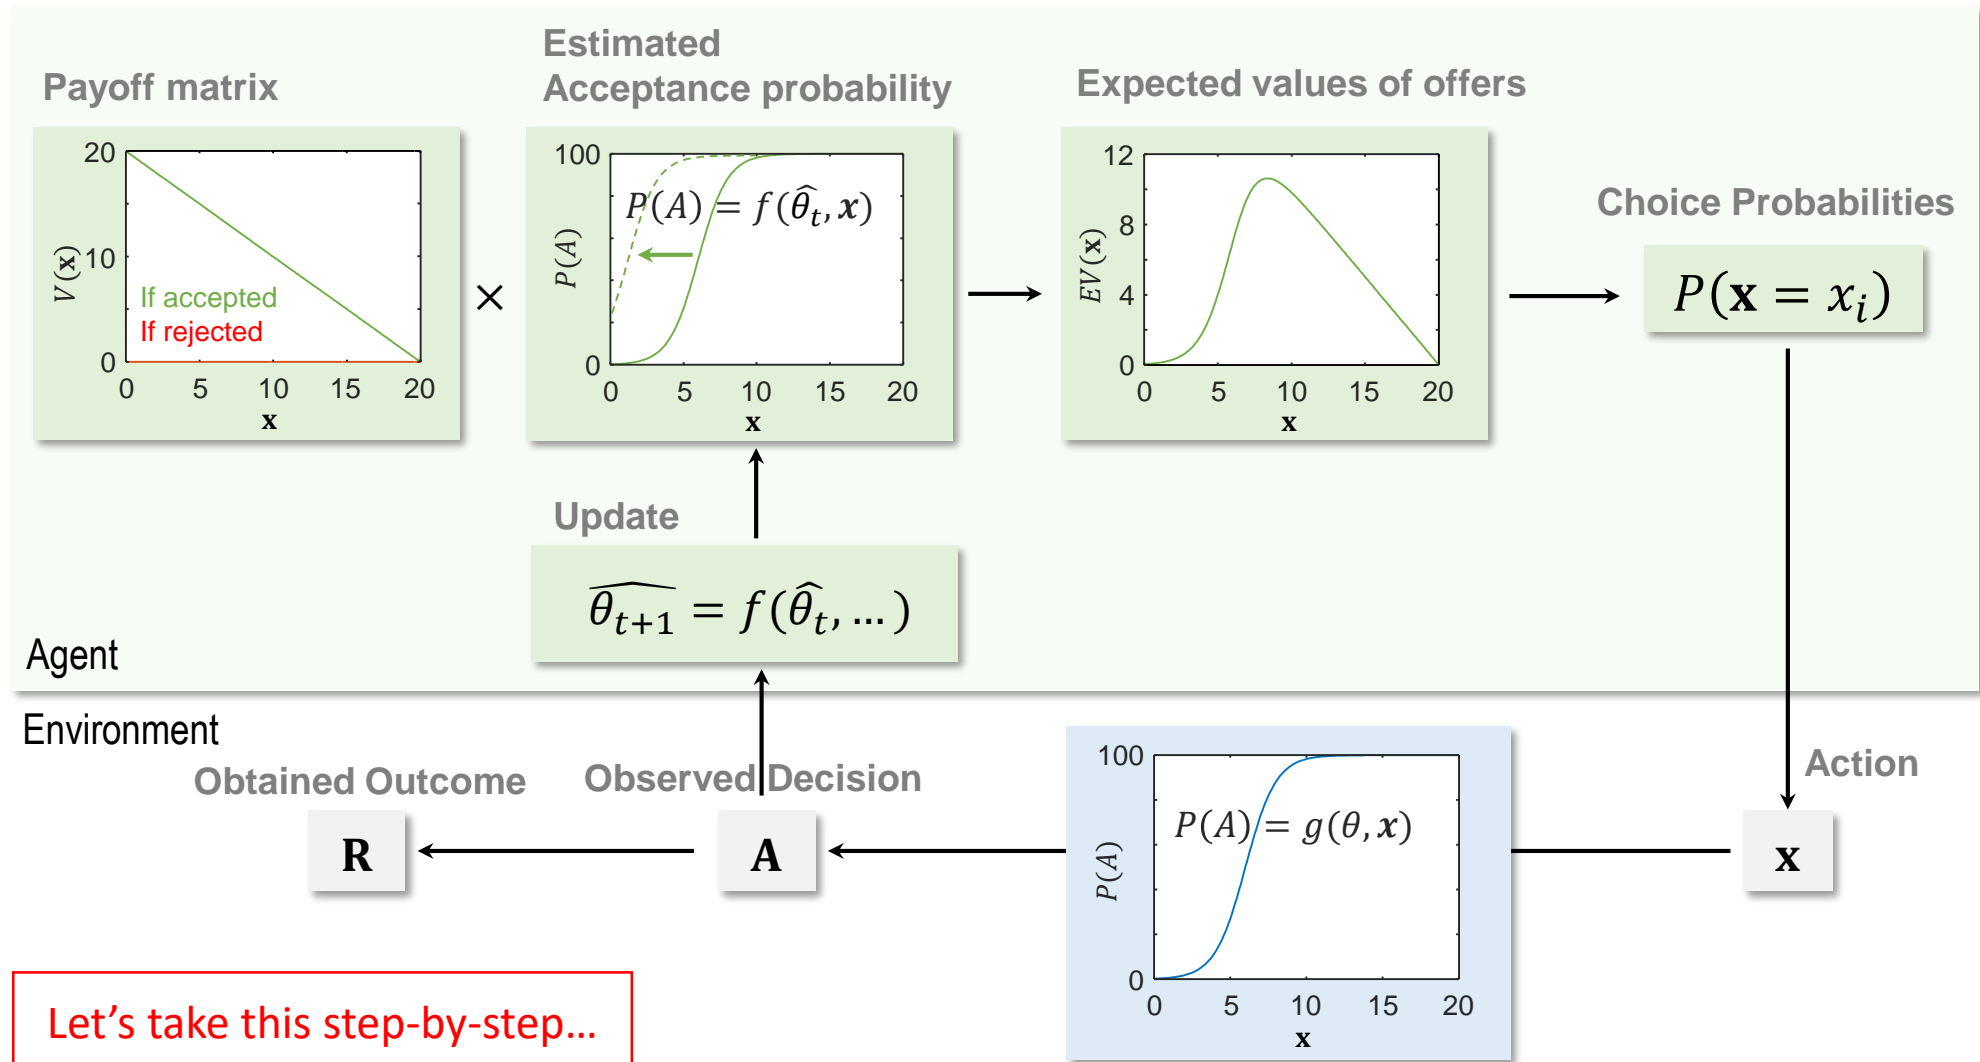 Payoff matrix
20
10
0
V(x)
If accepted
If rejected
0 5 10 15 20
x
×
Estimated
Acceptance probability
100
0
P(A)
P(A) = f(θ̂_t, x)
0 5 10 15 20
x
Expected values of offers
12
8
4
0
EV(x)
0 5 10 15 20
x
Choice Probabilities
P(x = x_i)
Update
θ̂_{t+1} = f(θ̂_t, …)
Agent
Environment
Obtained Outcome
R
Observed Decision
A
100
0
P(A)
P(A) = g(θ, x)
0 5 10 15 20
x
Action
x
Let's take this step-by-step…